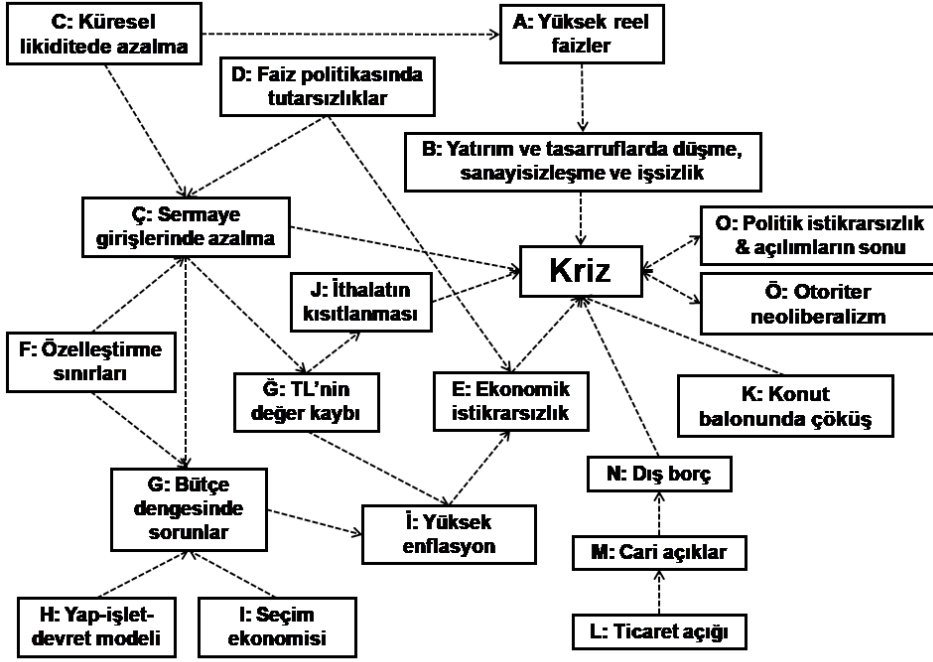 C: Küresel
likiditede azalma
A: Yüksek reel
faizler
D: Faiz politikasında
tutarsızlıklar
B: Yatırım ve tasarruflarda düşme,
sanayisizleşme ve işsizlik
Ç: Sermaye
girişlerinde azalma
O: Politik istikrarsızlık
& açılımların sonu
Kriz
J: İthalatın
kısıtlanması
Ö: Otoriter
neoliberalizm
F: Özelleştirme
sınırları
Ğ: TL'nin
değer kaybı
E: Ekonomik
istikrarsızlık
K: Konut
balonunda çöküş
G: Bütçe
dengesinde
sorunlar
N: Dış borç
İ: Yüksek
enflasyon
M: Cari açıklar
H: Yap-işlet-
devret modeli
I: Seçim
ekonomisi
L: Ticaret açığı